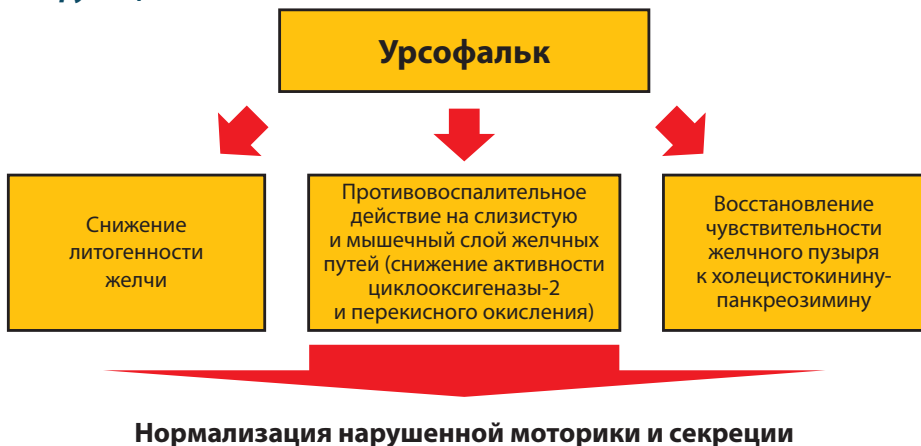 Урсофальк
Снижение
литогенности
желчи
Противовоспалительное
действие на слизистую
и мышечный слой желчных
путей (снижение активности
циклооксигеназы-2
и перекисного окисления)
Восстановление
чувствительности
желчного пузыря
к холецистокинину-
панкреозимину
Нормализация нарушенной моторики и секреции